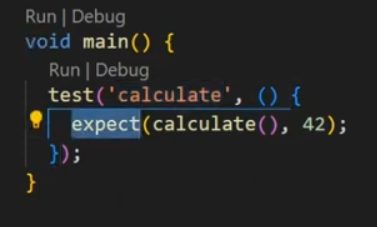 Run | Debug
void main() {
Run | Debug
test('calculate', () {
expect(calculate(), 42);
});
}